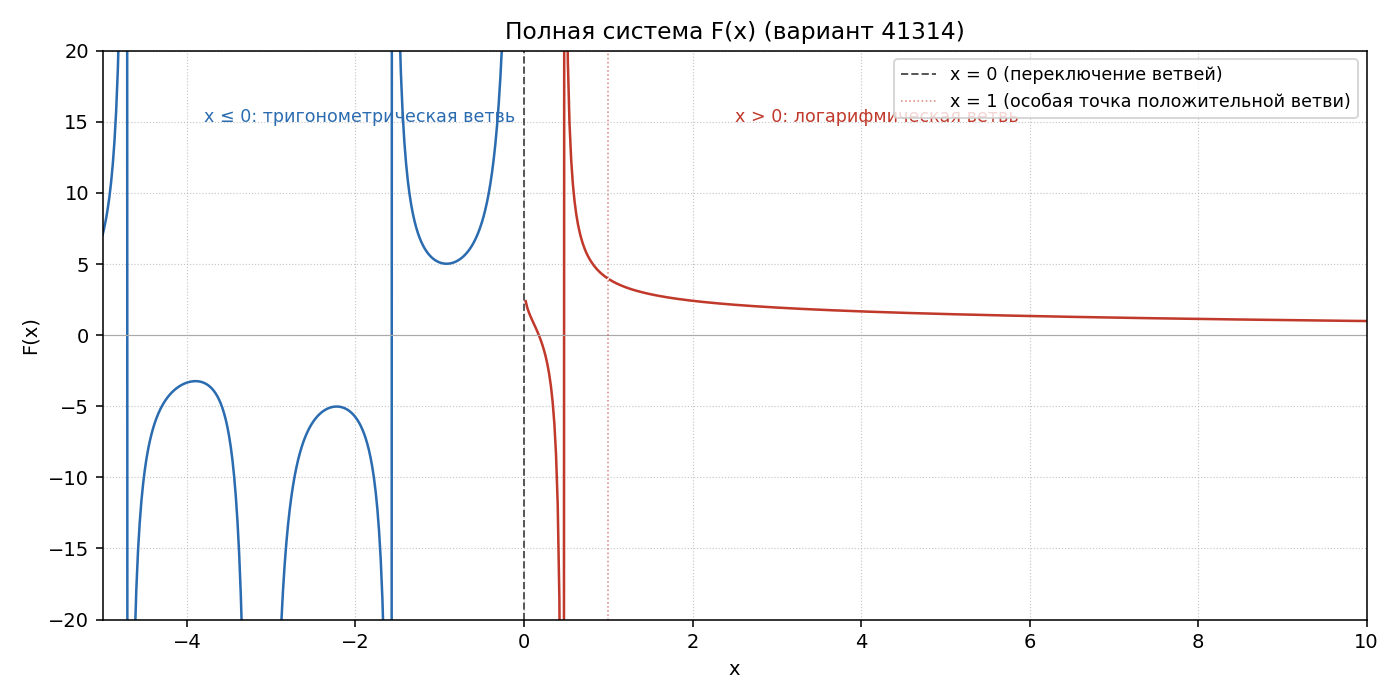 Полная система F(x) (вариант 41314)
x = 0 (переключение ветвей)
x = 1 (особая точка положительной ветви)
x ≤ 0: тригонометрическая ветвь
x > 0: логарифмическая ветвь
F(x)
20
15
10
5
0
−5
−10
−15
−20
−4
−2
0
2
4
6
8
10
x